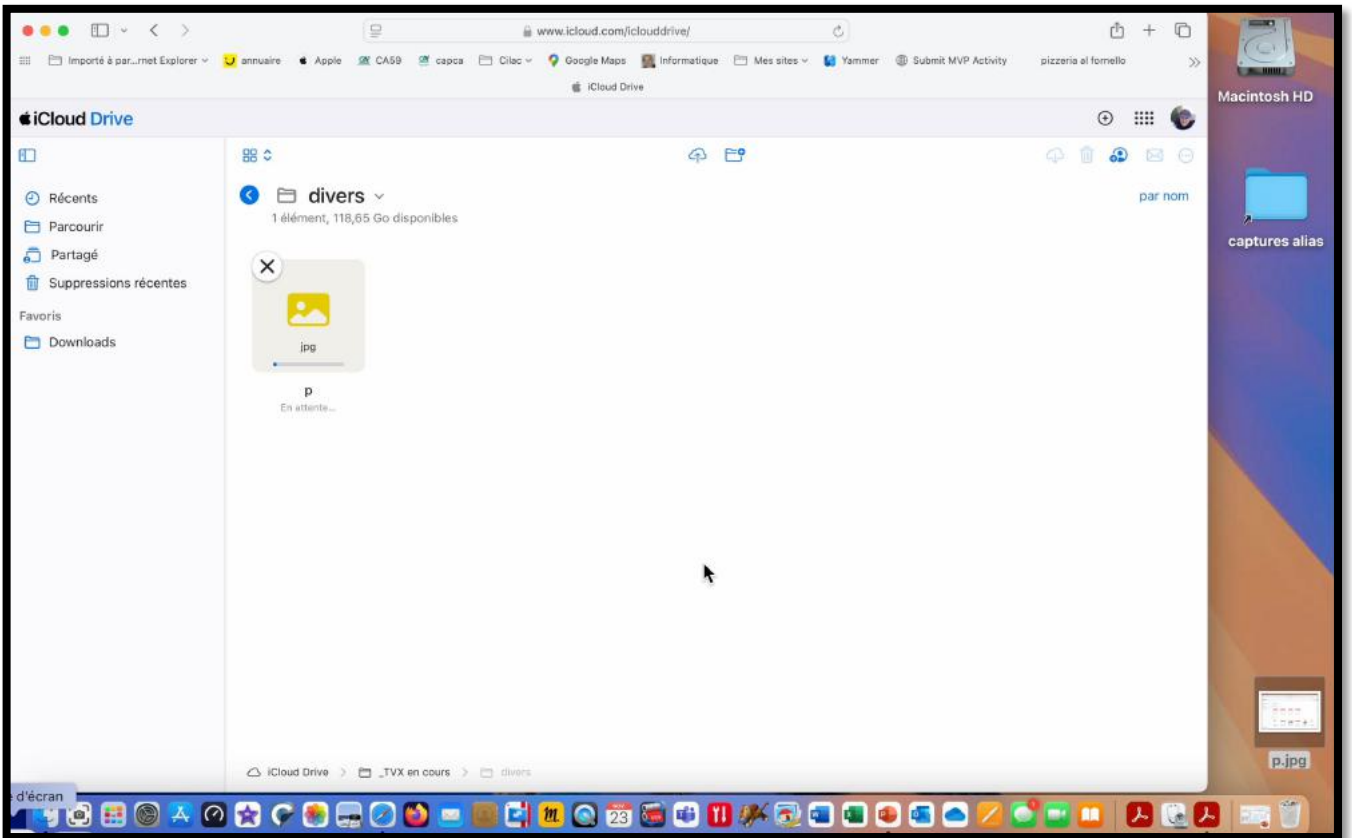 www.icloud.com/iclouddrive/
Importé à par...rnet Explorer
annuaire
Apple
CA59
capca
Cilac
Google Maps
Informatique
Mes sites
Yammer
Submit MVP Activity
pizzeria al fornello
iCloud Drive
Macintosh HD
iCloud Drive
Récents
divers
par nom
1 élément, 118,65 Go disponibles
Parcourir
captures alias
Partagé
Suppressions récentes
Favoris
Downloads
jpg
p
En attente...
p.jpg
iCloud Drive
_TVX en cours
divers
d'écran
NOV
23